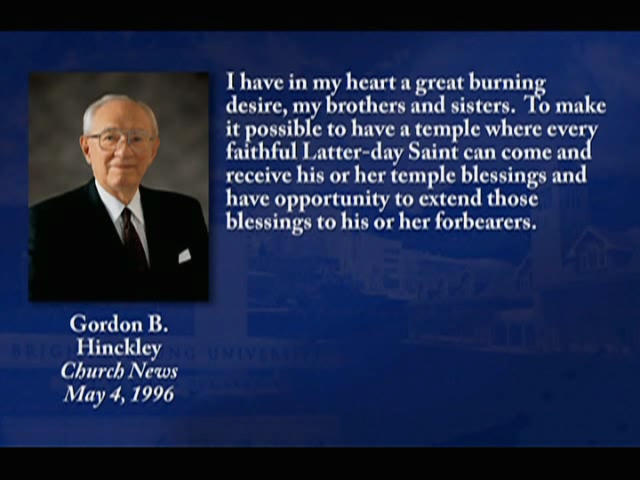 I have in my heart a great burning
desire, my brothers and sisters.  To make
it possible to have a temple where every
faithful Latter-day Saint can come and
receive his or her temple blessings and
have opportunity to extend those
blessings to his or her forbearers.
Gordon B.
Hinckley
Church News
May 4, 1996